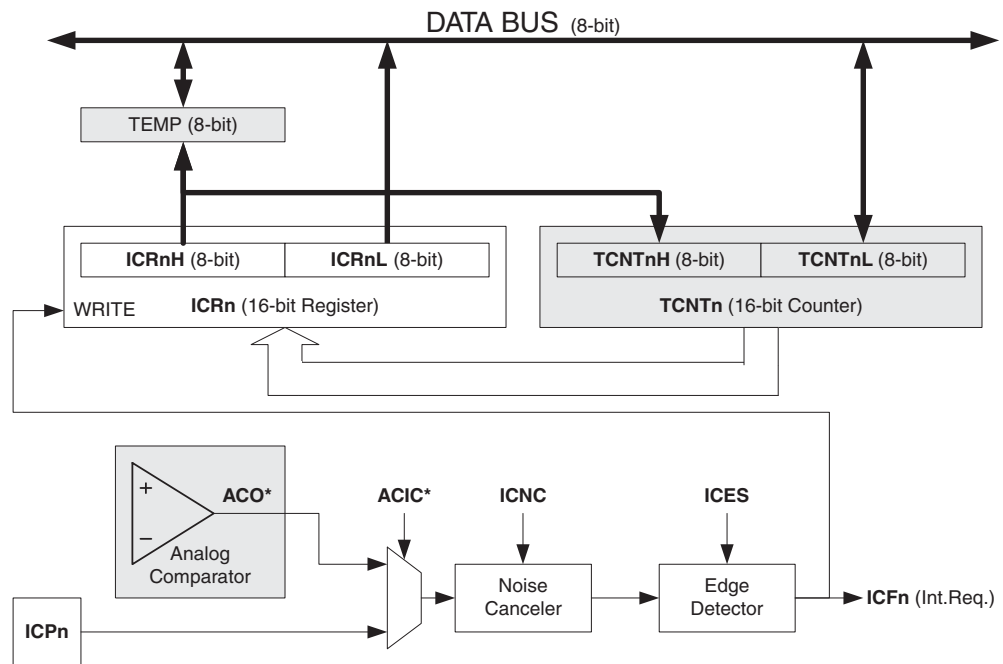 DATA BUS (8-bit)
TEMP (8-bit)
ICRnH (8-bit)
ICRnL (8-bit)
TCNTnH (8-bit)
TCNTnL (8-bit)
WRITE
ICRn (16-bit Register)
TCNTn (16-bit Counter)
+
−
ACO*
Analog
Comparator
ACIC*
ICNC
ICES
Noise
Canceler
Edge
Detector
ICFn (Int.Req.)
ICPn